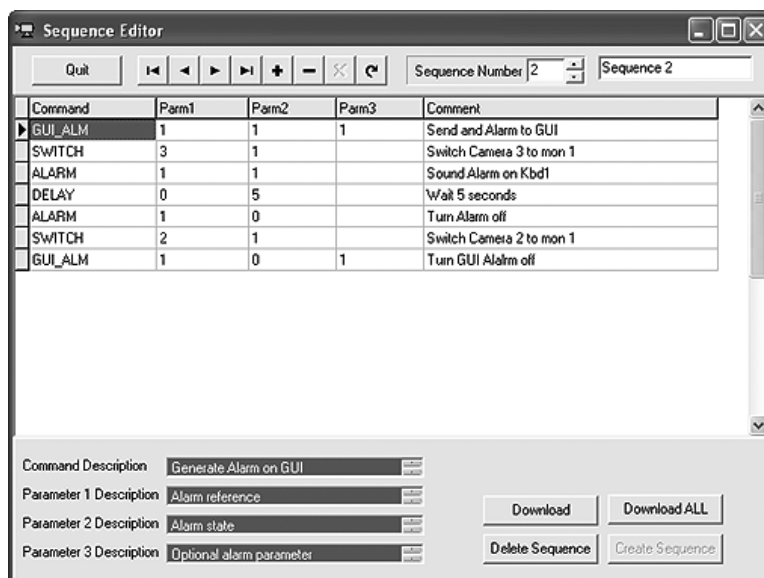 Sequence Editor
Quit Sequence Number 2 Sequence 2
Command Parm1 Parm2 Parm3 Comment
GUI_ALM 1 1 1 Send and Alarm to GUI
SWITCH 3 1 Switch Camera 3 to mon 1
ALARM 1 1 Sound Alarm on Kbd1
DELAY 0 5 Wait 5 seconds
ALARM 1 0 Turn Alarm off
SWITCH 2 1 Switch Camera 2 to mon 1
GUI_ALM 1 0 1 Turn GUI Alalrm off
Command Description Generate Alarm on GUI
Parameter 1 Description Alarm reference
Parameter 2 Description Alarm state
Parameter 3 Description Optional alarm parameter
Download Download ALL
Delete Sequence Create Sequence